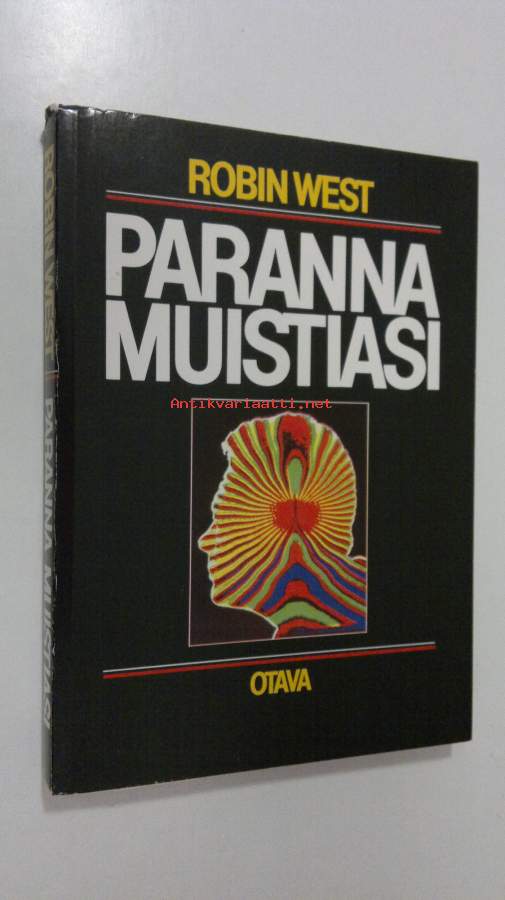 ROBIN WEST
PARANNA
MUISTIASI
Antikvariaatti.net
OTAVA
ROBIN WEST PARANNA MUISTIASI